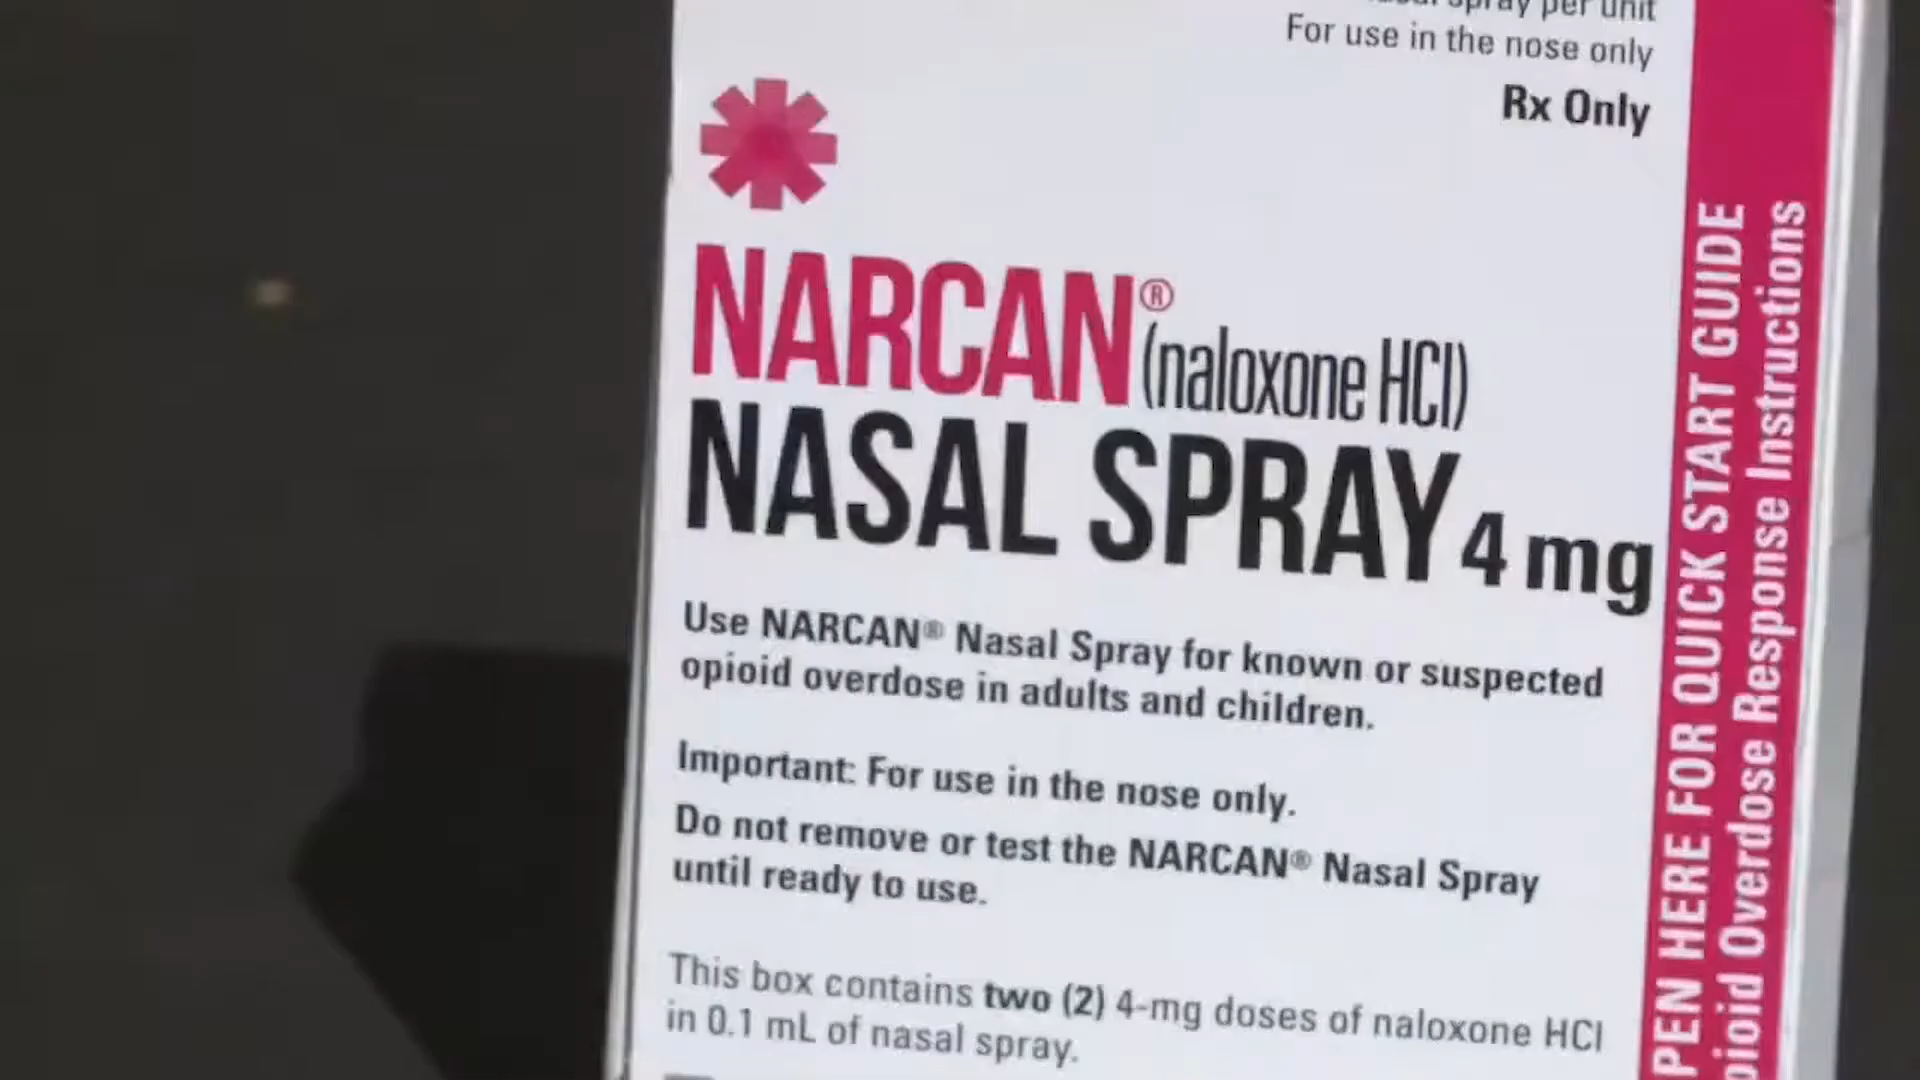 spray per unit
For use in the nose only
Rx Only
NARCAN® (naloxone HCl)
NASAL SPRAY 4 mg
Use NARCAN® Nasal Spray for known or suspected
opioid overdose in adults and children.
Important: For use in the nose only.
Do not remove or test the NARCAN® Nasal Spray
until ready to use.
This box contains two (2) 4-mg doses of naloxone HCl
in 0.1 mL of nasal spray.
PEN HERE FOR QUICK START GUIDE
pioid Overdose Response Instructions